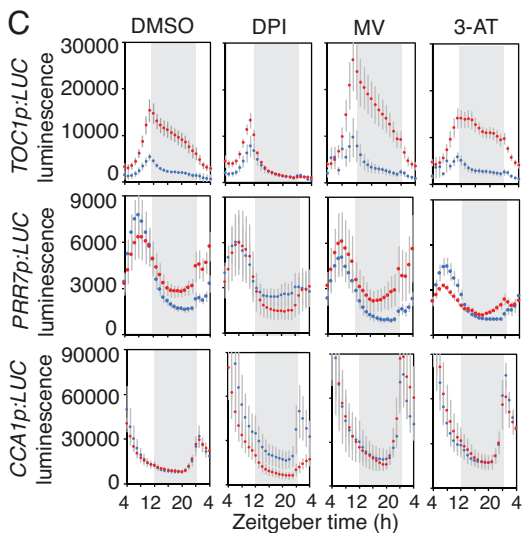 C
DMSO DPI MV 3-AT
TOC1p:LUC
luminescence
30000
20000
10000
0
PRR7p:LUC
luminescence
9000
6000
3000
0
CCA1p:LUC
luminescence
90000
60000
30000
0
4 12 20 4 4 12 20 4 4 12 20 4 4 12 20 4
Zeitgeber time (h)